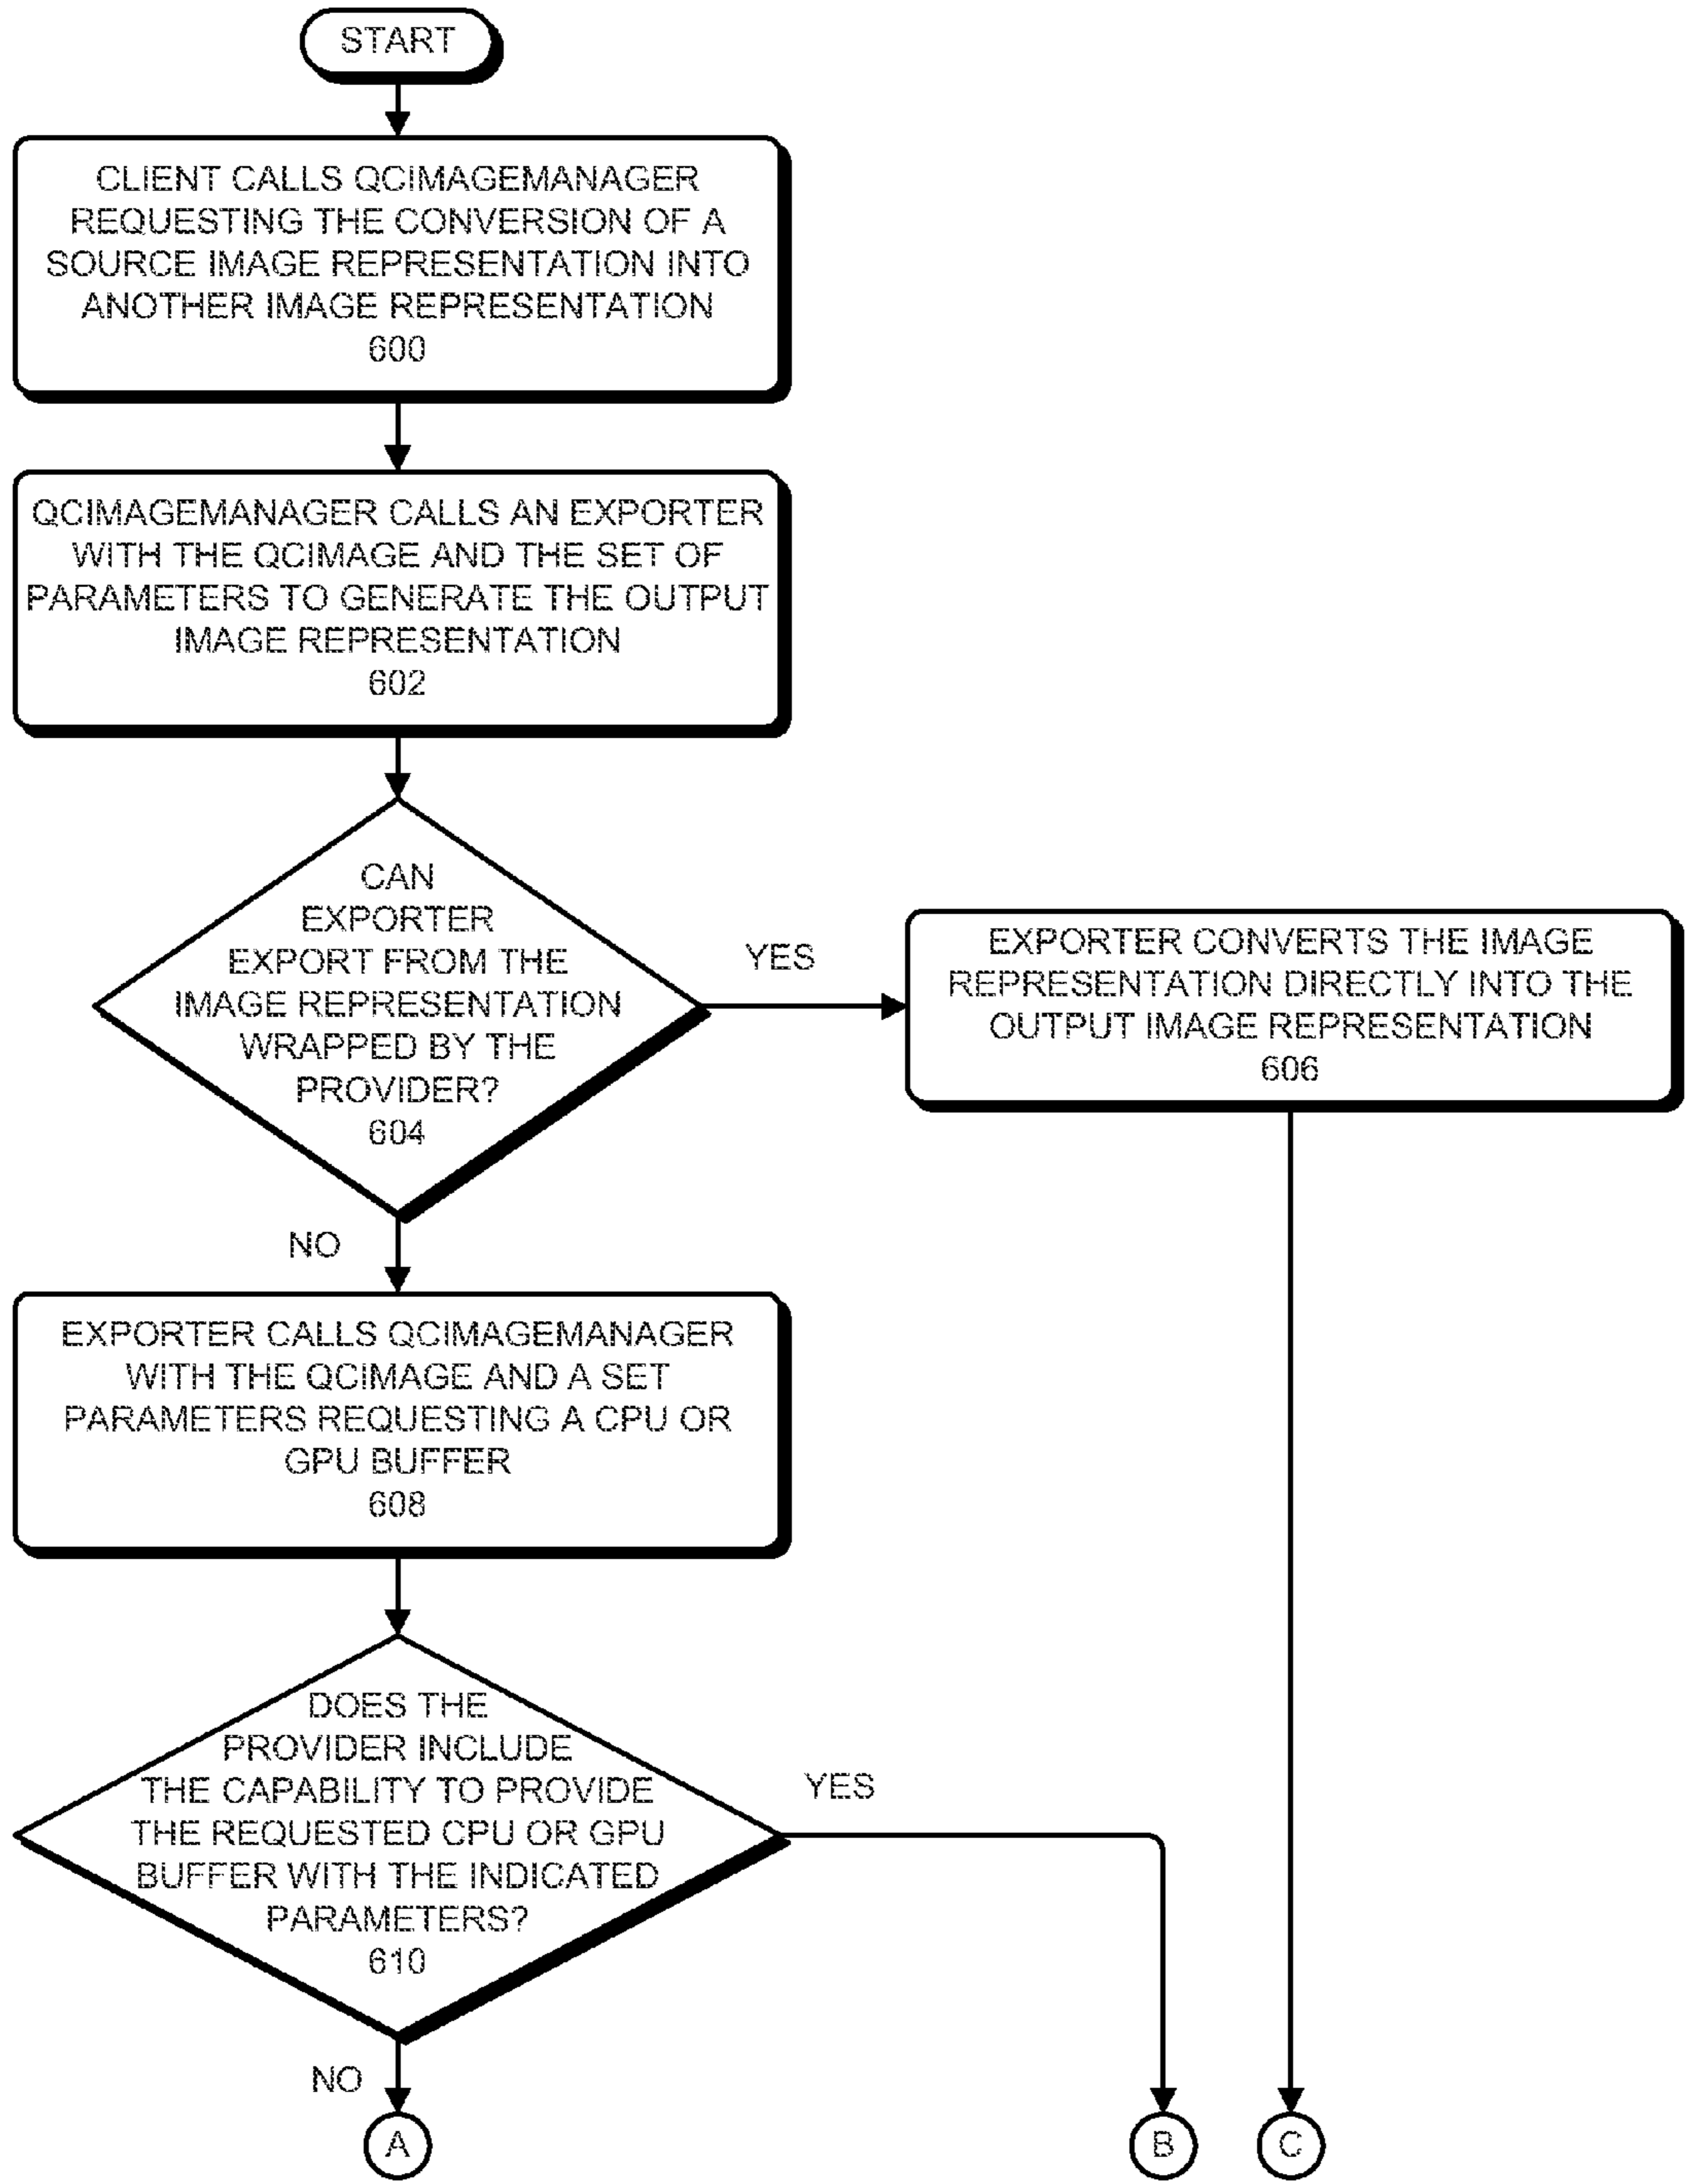 START
CLIENT CALLS QCIMAGEMANAGER
REQUESTING THE CONVERSION OF A
SOURCE IMAGE REPRESENTATION INTO
ANOTHER IMAGE REPRESENTATION
600
QCIMAGEMANAGER CALLS AN EXPORTER
WITH THE QCIMAGE AND THE SET OF
PARAMETERS TO GENERATE THE OUTPUT
IMAGE REPRESENTATION
602
CAN
EXPORTER
EXPORT FROM THE
IMAGE REPRESENTATION
WRAPPED BY THE
PROVIDER?
604
YES
EXPORTER CONVERTS THE IMAGE
REPRESENTATION DIRECTLY INTO THE
OUTPUT IMAGE REPRESENTATION
606
NO
EXPORTER CALLS QCIMAGEMANAGER
WITH THE QCIMAGE AND A SET
PARAMETERS REQUESTING A CPU OR
GPU BUFFER
608
DOES THE
PROVIDER INCLUDE
THE CAPABILITY TO PROVIDE
THE REQUESTED CPU OR GPU
BUFFER WITH THE INDICATED
PARAMETERS?
610
YES
NO
A
B
C